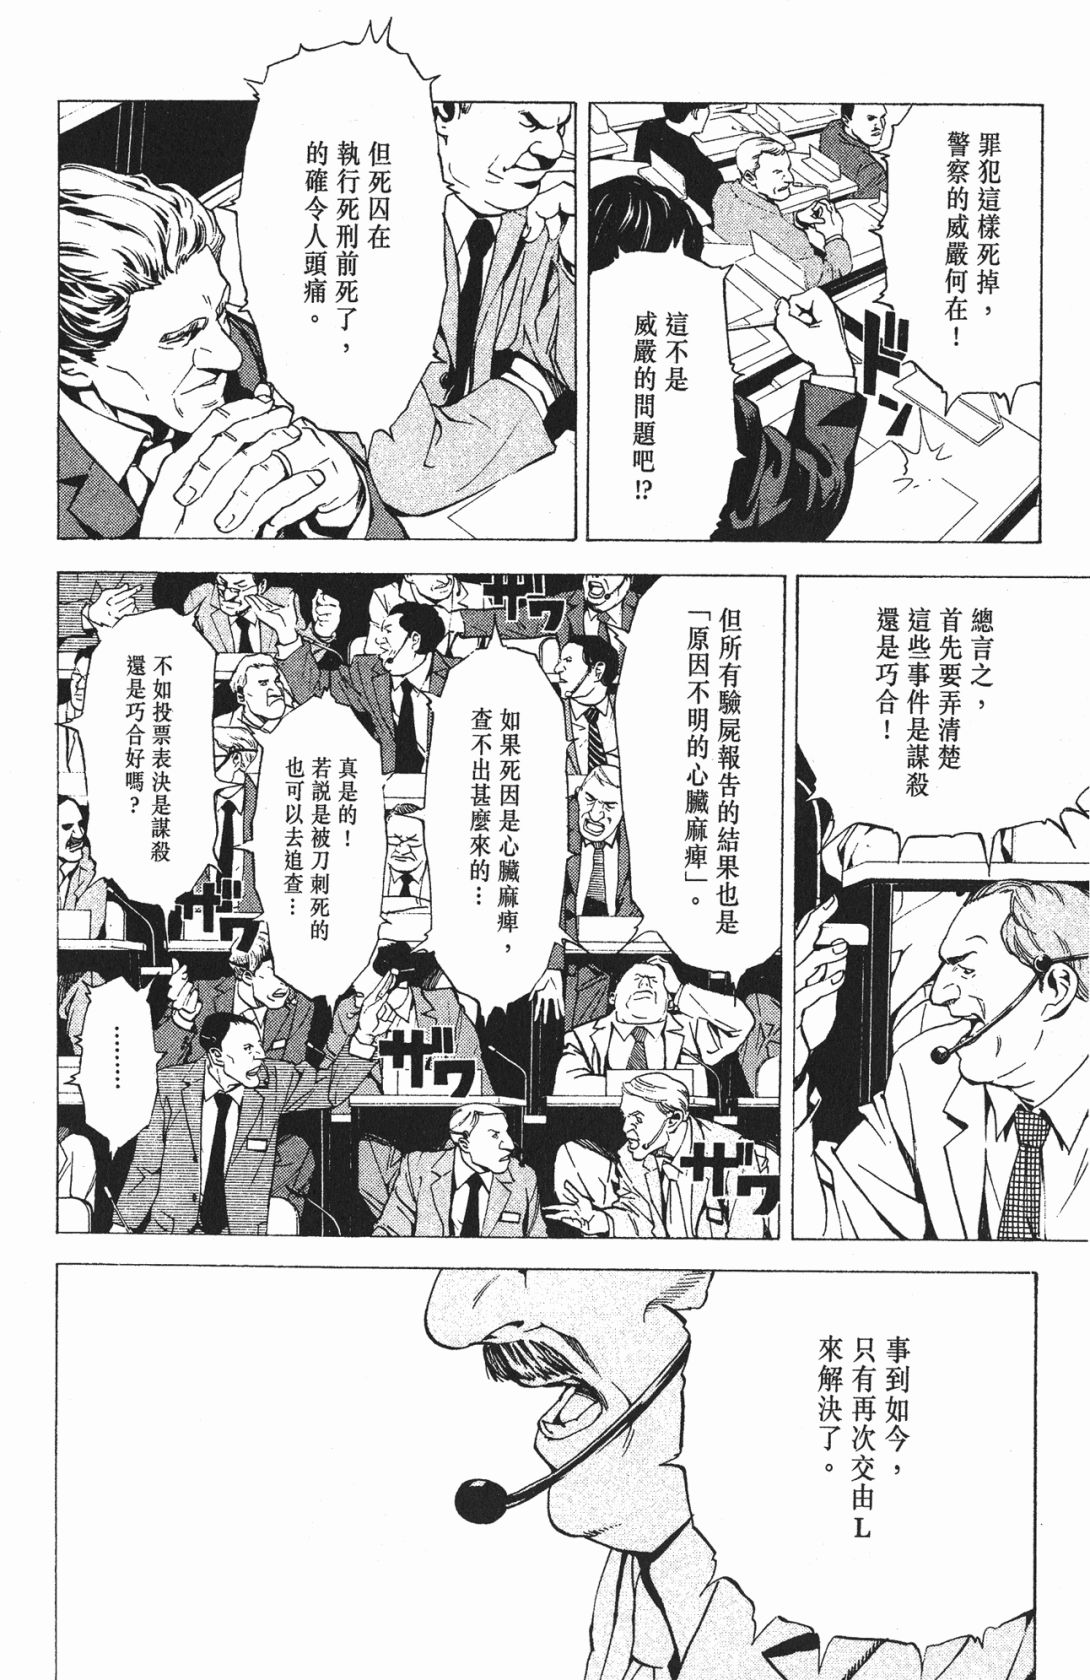 罪犯這樣死掉，
警察的威嚴何在！
ドン
這不是
威嚴的問題吧!?
但死囚在
執行死刑前死了，
的確令人頭痛。
總言之，
首先要弄清楚
這些事件是謀殺
還是巧合！
但所有驗屍報告的結果也是
「原因不明的心臟麻痺」。
ザワ
如果死因是心臟麻痺，
查不出甚麼來的…
真是的！
若説是被刀刺死的
也可以去追查…
不如投票表決是謀殺
還是巧合好嗎？
ザワ
ザワ
ザワ
………
事到如今，
只有再次交由L
來解決了。